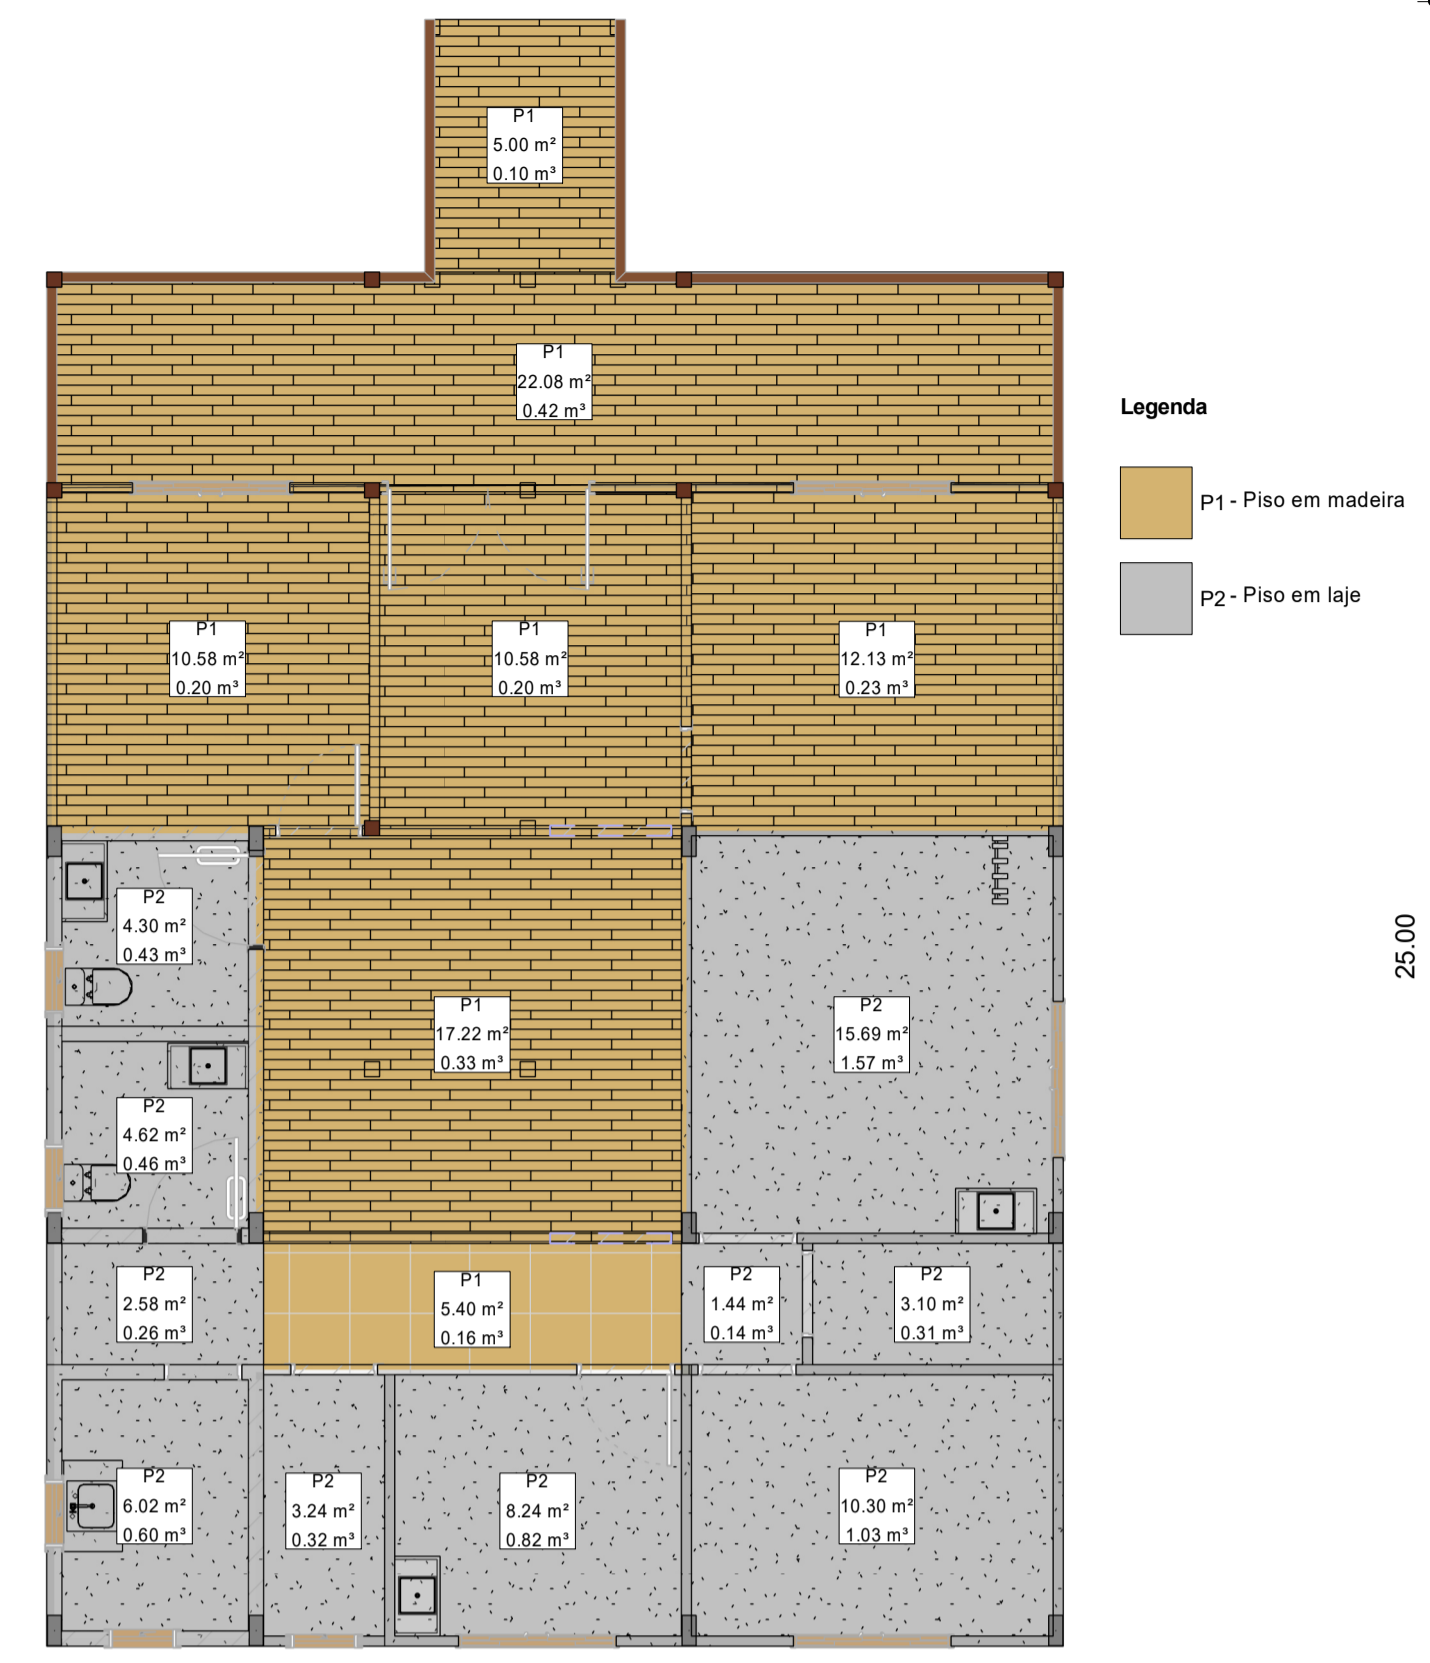 P1
5.00 m²
0.10 m³
P1
22.08 m²
0.42 m³
Legenda
P1 - Piso em madeira
P2 - Piso em laje
P1
10.58 m²
0.20 m³
P1
10.58 m²
0.20 m³
P1
12.13 m²
0.23 m³
P2
4.30 m²
0.43 m³
P1
17.22 m²
0.33 m³
P2
15.69 m²
1.57 m³
25.00
P2
4.62 m²
0.46 m³
P2
2.58 m²
0.26 m³
P1
5.40 m²
0.16 m³
P2
1.44 m²
0.14 m³
P2
3.10 m²
0.31 m³
P2
6.02 m²
0.60 m³
P2
3.24 m²
0.32 m³
P2
8.24 m²
0.82 m³
P2
10.30 m²
1.03 m³